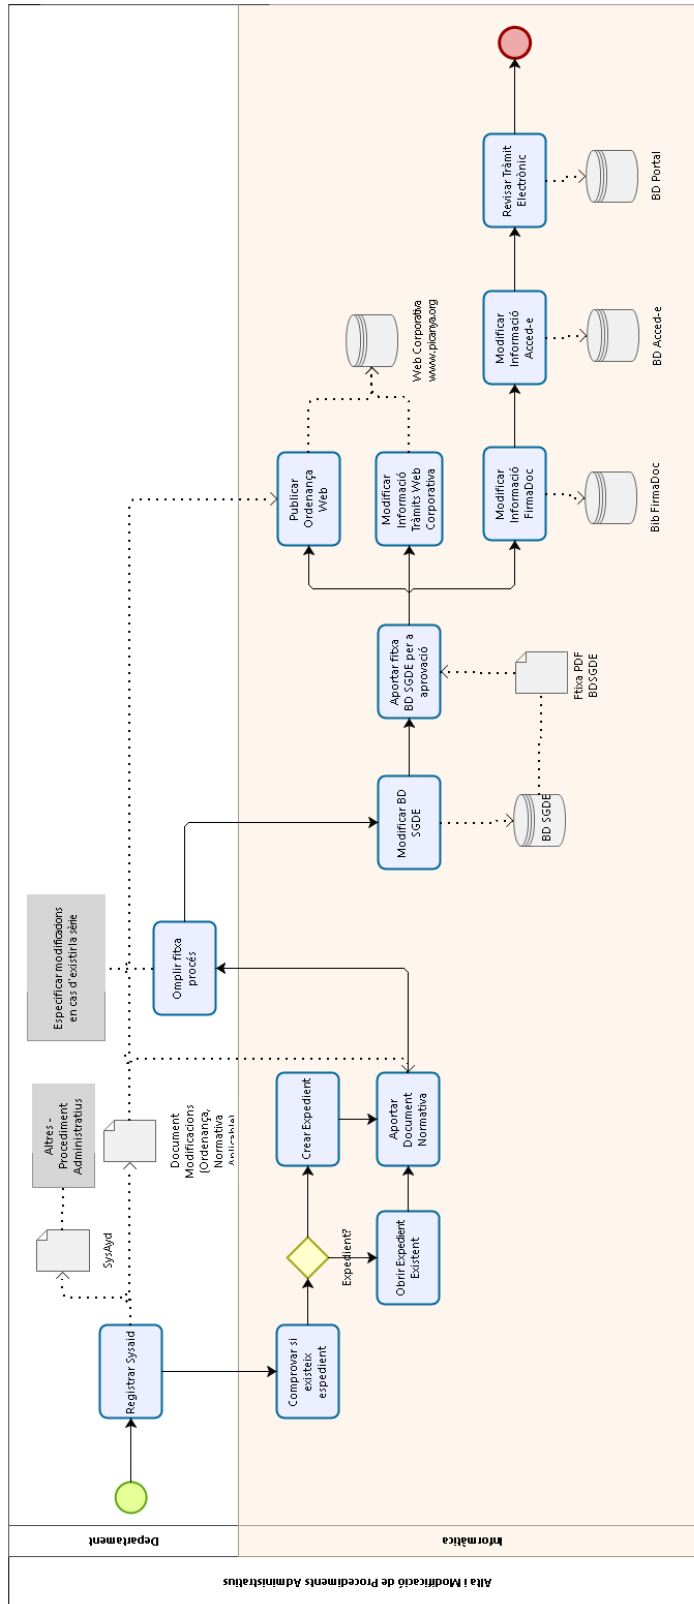 Alta i Modificació de Procediments Administratius
Departament
Informàtica
Registrar Sysaid
SysAyd
Altres -
Procediment
Administratius
Document
Modificacions
(Ordenança,
Normativa
Aplicable)
Especificar modificacions
en cas d'existir la sèrie
Omplir fitxa
procés
Comprovar si
existeix
espedient
Expedient?
Crear Expedient
Obrir Expedient
Existent
Aportar
Document
Normativa
Modificar BD
SGDE
BD SGDE
Aportar fitxa
BD SGDE per a
aprovació
Ftixa PDF
BDSGDE
Publicar
Ordenança
Web
Modificar
Informació
Tràmits Web
Corporativa
Web Corporativa
www.picanya.org
Modificar
Informació
FirmaDoc
Bib FirmaDoc
Modificar
Informació
Acced-e
BD Acced-e
Revisar Tràmit
Electrònic
BD Portal